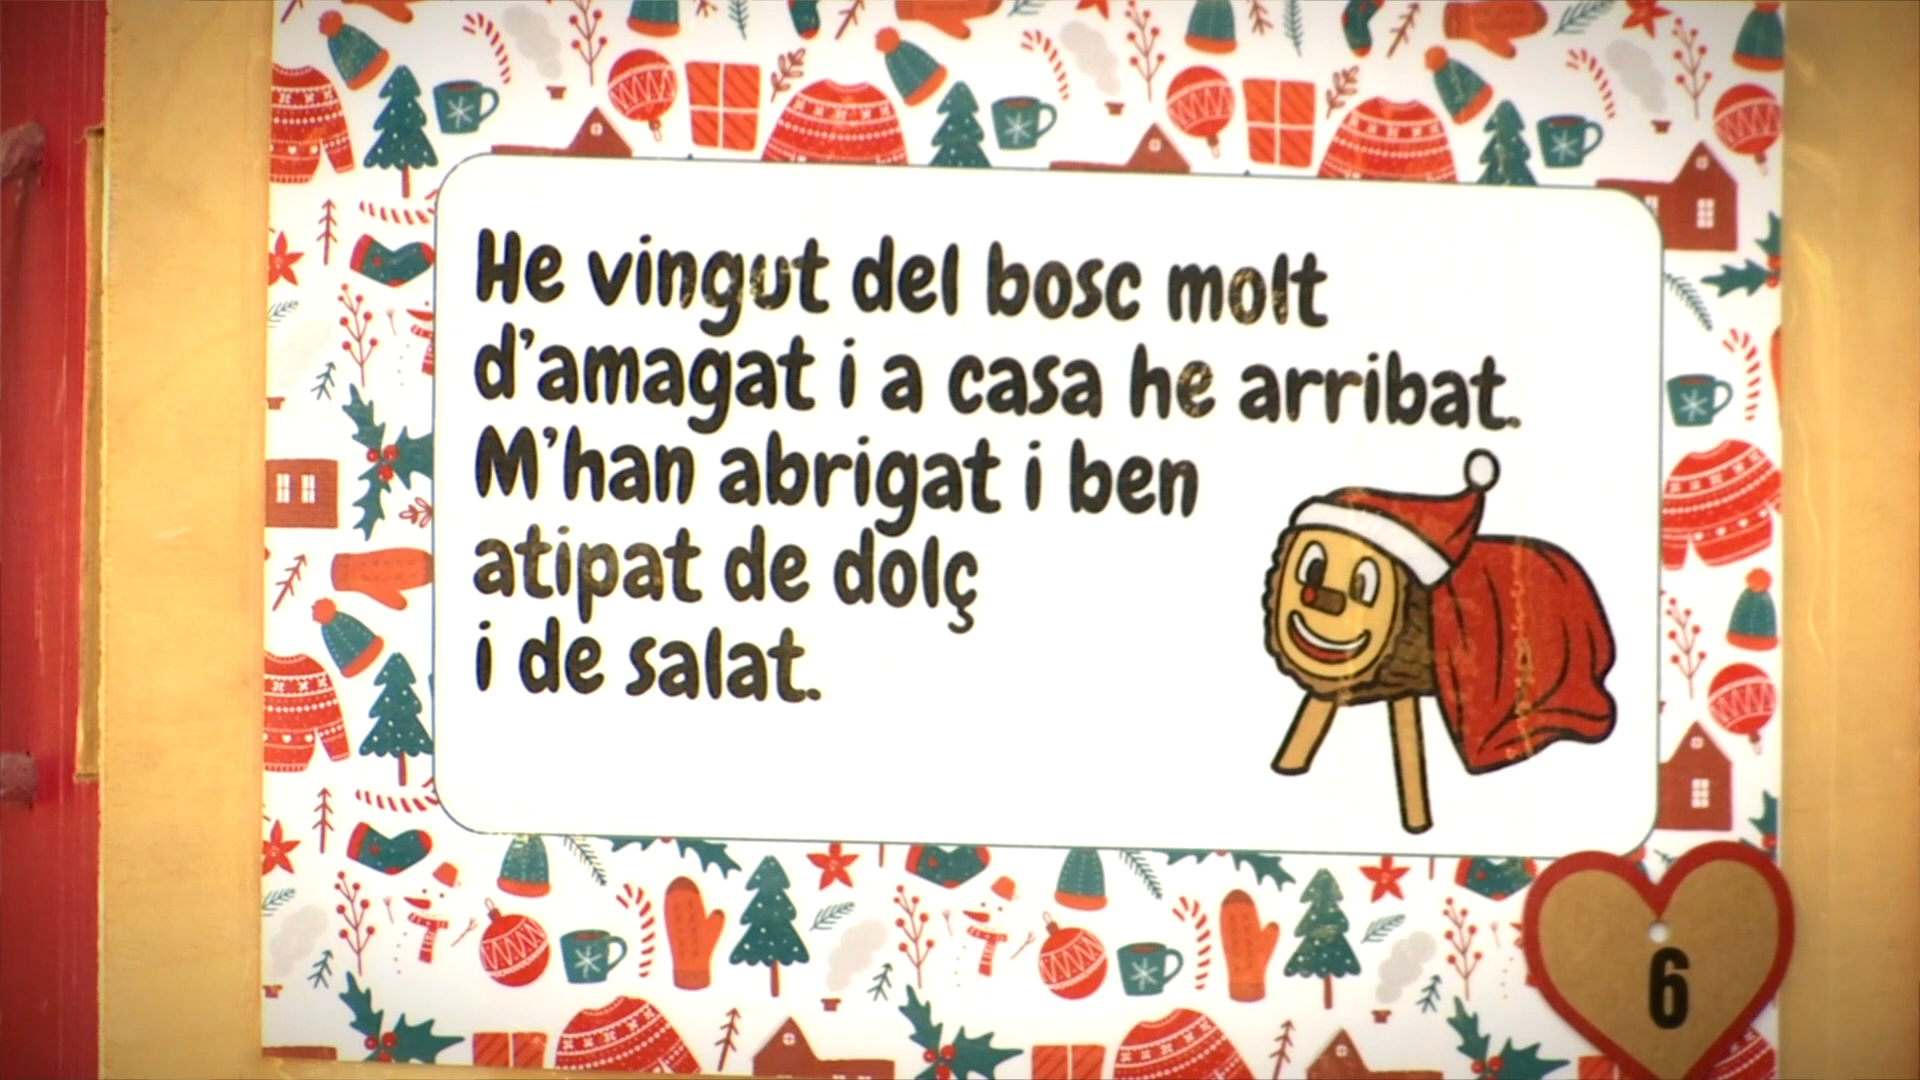 He vingut del bosc molt
d'amagat i a casa he arribat.
M'han abrigat i ben
atipat de dolç
i de salat.
6